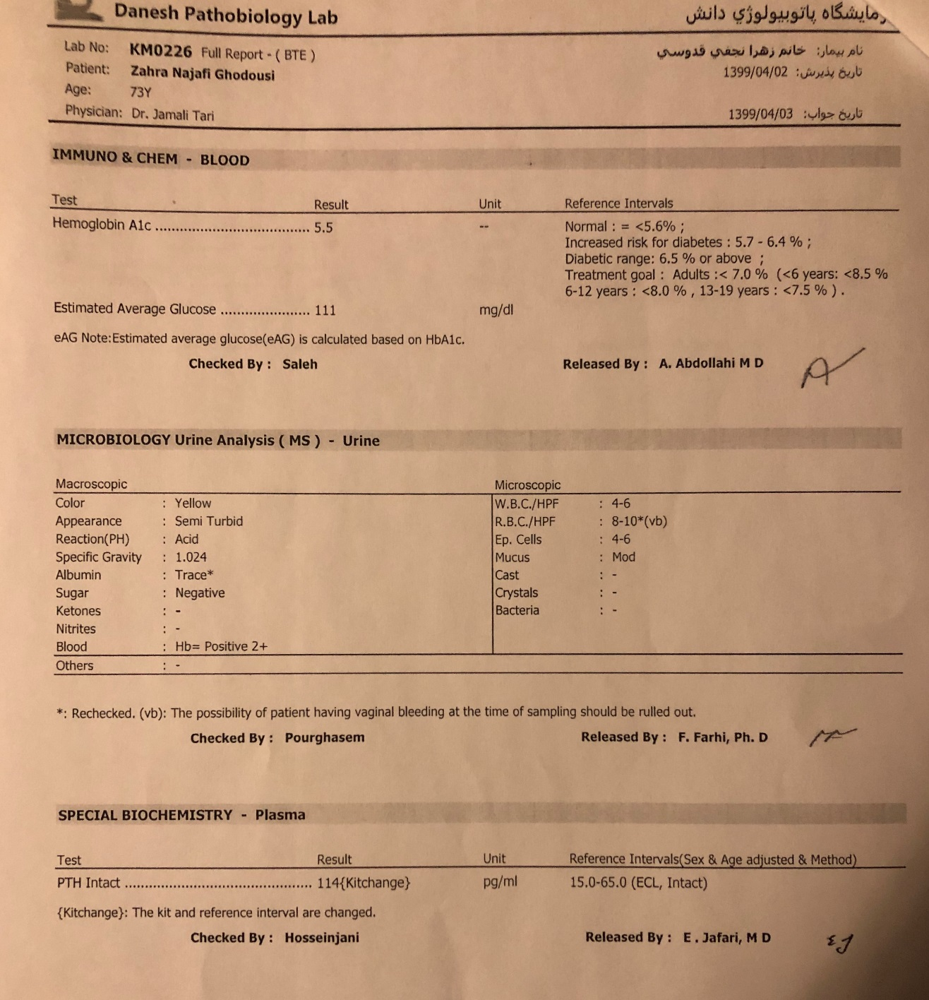 Danesh Pathobiology Lab
زمايشگاه پاتوبيولوژي دانش
Lab No: KM0226 Full Report - ( BTE )
نام بيمار: خانم زهرا نجفي قدوسي
Patient: Zahra Najafi Ghodousi
تاريخ پذيرش: 1399/04/02
Age: 73Y
Physician: Dr. Jamali Tari
تاريخ جواب: 1399/04/03
IMMUNO & CHEM - BLOOD
Test Result Unit Reference Intervals
Hemoglobin A1c ....................................... 5.5 -- Normal : = <5.6% ;
Increased risk for diabetes : 5.7 - 6.4 % ;
Diabetic range: 6.5 % or above ;
Treatment goal : Adults :< 7.0 % (<6 years: <8.5 %
6-12 years : <8.0 % , 13-19 years : <7.5 % ) .
Estimated Average Glucose ...................... 111 mg/dl
eAG Note:Estimated average glucose(eAG) is calculated based on HbA1c.
Checked By : Saleh Released By : A. Abdollahi M D
MICROBIOLOGY Urine Analysis ( MS ) - Urine
Macroscopic Microscopic
Color : Yellow W.B.C./HPF : 4-6
Appearance : Semi Turbid R.B.C./HPF : 8-10*(vb)
Reaction(PH) : Acid Ep. Cells : 4-6
Specific Gravity : 1.024 Mucus : Mod
Albumin : Trace* Cast : -
Sugar : Negative Crystals : -
Ketones : - Bacteria : -
Nitrites : -
Blood : Hb= Positive 2+
Others : -
*: Rechecked. (vb): The possibility of patient having vaginal bleeding at the time of sampling should be rulled out.
Checked By : Pourghasem Released By : F. Farhi, Ph. D
SPECIAL BIOCHEMISTRY - Plasma
Test Result Unit Reference Intervals(Sex & Age adjusted & Method)
PTH Intact ............................................... 114{Kitchange} pg/ml 15.0-65.0 (ECL, Intact)
{Kitchange}: The kit and reference interval are changed.
Checked By : Hosseinjani Released By : E . Jafari, M D